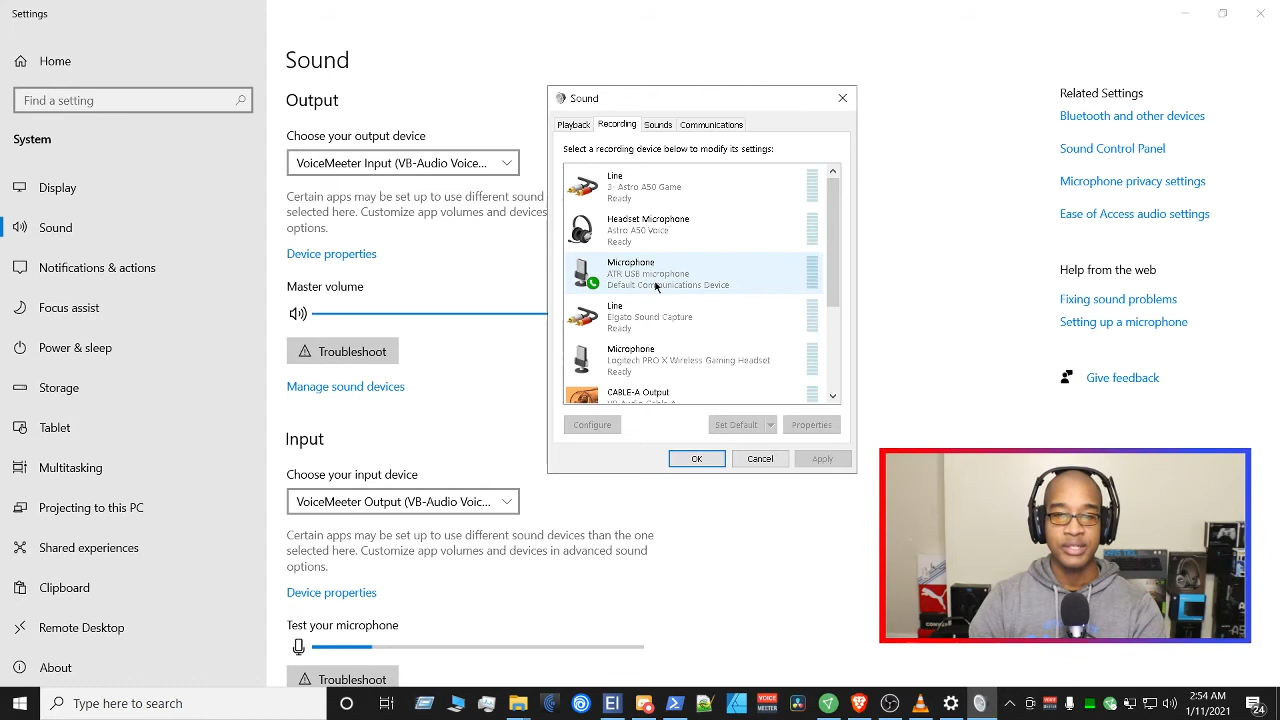 Settings
Home
Find a setting
System
Display
Sound
Notifications & actions
Focus assist
Power & sleep
Storage
Tablet
Multitasking
Projecting to this PC
Shared experiences
Clipboard
Remote Desktop
About
Sound
Output
Choose your output device
VoiceMeeter Input (VB-Audio Voice...
Certain apps may be set up to use different sound
selected here. Customize app volumes and devices
options.
Device properties
Master volume
Troubleshoot
Manage sound devices
Input
Choose your input device
VoiceMeeter Output (VB-Audio Voic...
Certain apps may be set up to use different sound devices than the one
selected here. Customize app volumes and devices in advanced sound
options.
Device properties
Test your microphone
Troubleshoot
Sound
Playback
Recording
Sounds
Communications
Select a recording device below to modify its settings:
Line
3- Astro A50 Game
Ready
Headset Microphone
Astro A50 Voice
Ready
Microphone
ATR USB microphone
Default Communications Device
Line
Elgato Sound Capture
Ready
Microphone
Logitech PRO X Wireless Gaming Headset
Ready
CABLE-A Output
Configure
Set Default
Properties
OK
Cancel
Apply
Related Settings
Bluetooth and other devices
Sound Control Panel
Microphone privacy settings
Ease of Access audio settings
Help from the web
Fixing sound problems
Setting up a microphone
Give feedback
Type here to search
EI
VOICE
MEETER
2:54 AM
1/11/2021
24